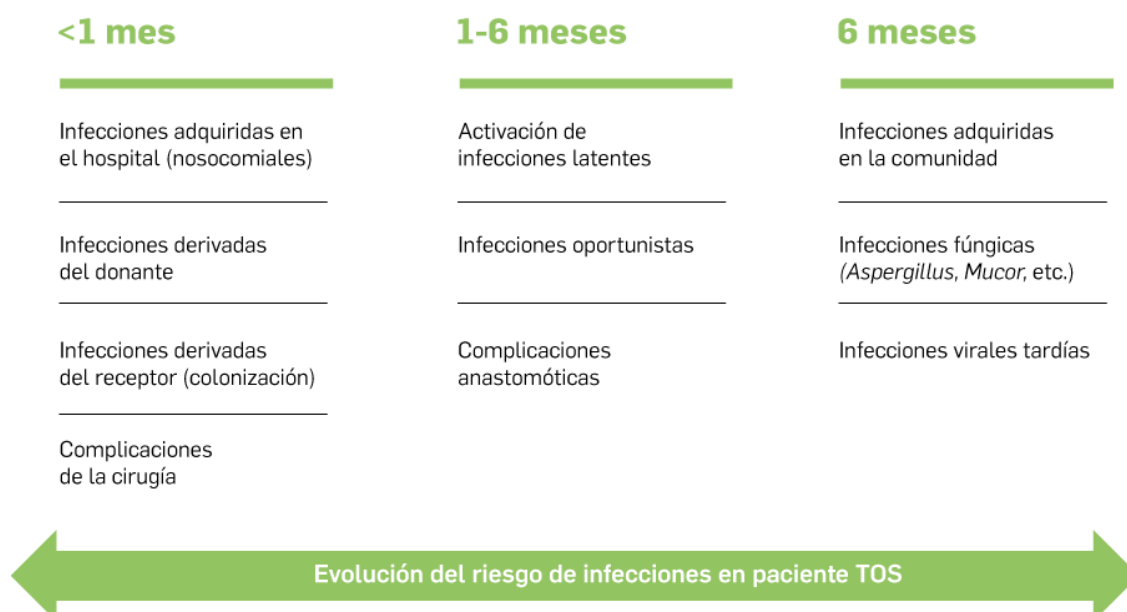 <1 mes
Infecciones adquiridas en
el hospital (nosocomiales)
Infecciones derivadas
del donante
Infecciones derivadas
del receptor (colonización)
Complicaciones
de la cirugía
1-6 meses
Activación de
infecciones latentes
Infecciones oportunistas
Complicaciones
anastomóticas
6 meses
Infecciones adquiridas
en la comunidad
Infecciones fúngicas
(Aspergillus, Mucor, etc.)
Infecciones virales tardías
Evolución del riesgo de infecciones en paciente TOS